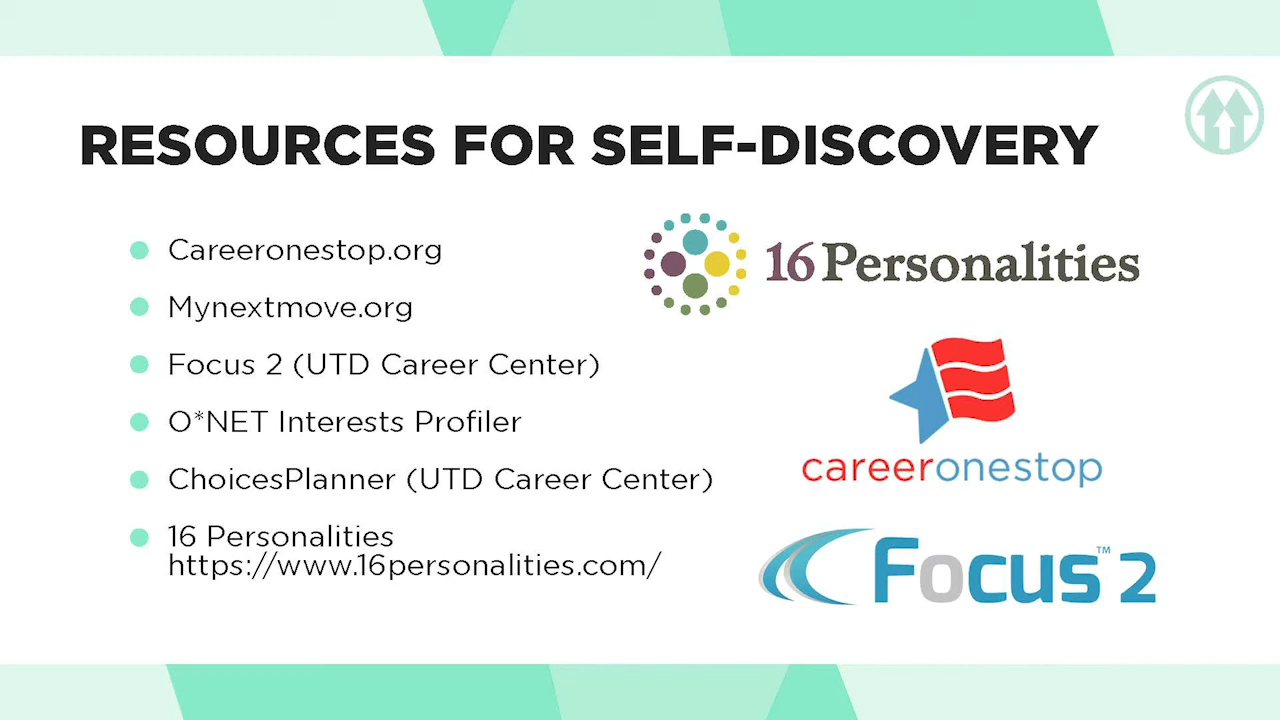 RESOURCES FOR SELF-DISCOVERY
Careeronestop.org
Mynextmove.org
Focus 2 (UTD Career Center)
O*NET Interests Profiler
ChoicesPlanner (UTD Career Center)
16 Personalities
https://www.16personalities.com/
16Personalities
careeronestop
Focus™ 2